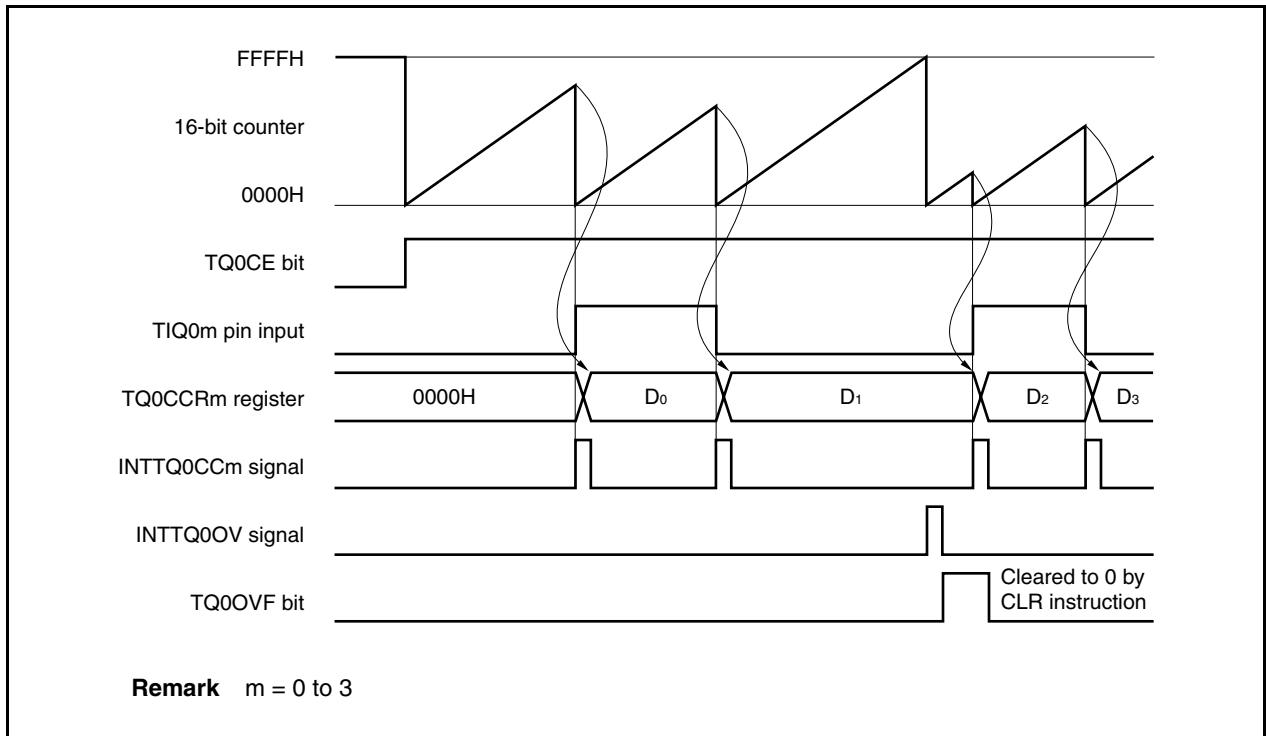 FFFFH
16-bit counter
0000H
TQ0CE bit
TIQ0m pin input
TQ0CCRm register
0000H
D0
D1
D2
D3
INTTQ0CCm signal
INTTQ0OV signal
TQ0OVF bit
Cleared to 0 by
CLR instruction
Remark m = 0 to 3